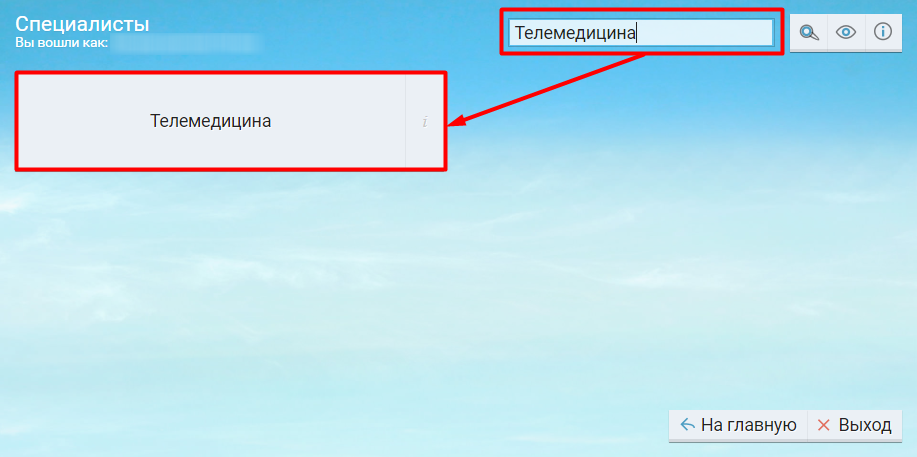 Специалисты
Вы вошли как:
Телемедицина
Телемедицина
i
На главную
Выход